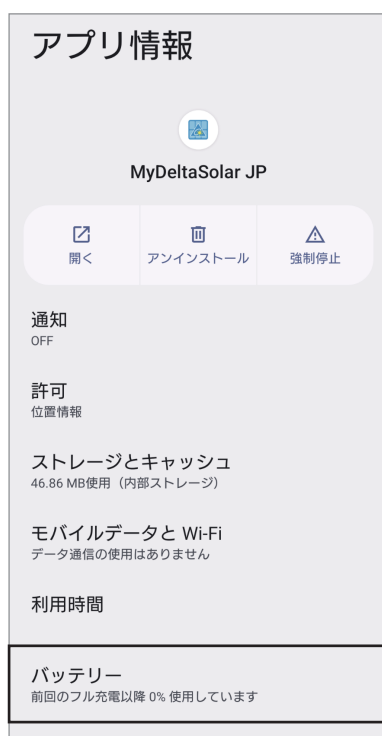 アプリ情報
MyDeltaSolar JP
開く
アンインストール
強制停止
通知
OFF
許可
位置情報
ストレージとキャッシュ
46.86 MB使用（内部ストレージ）
モバイルデータと Wi-Fi
データ通信の使用はありません
利用時間
バッテリー
前回のフル充電以降 0% 使用しています